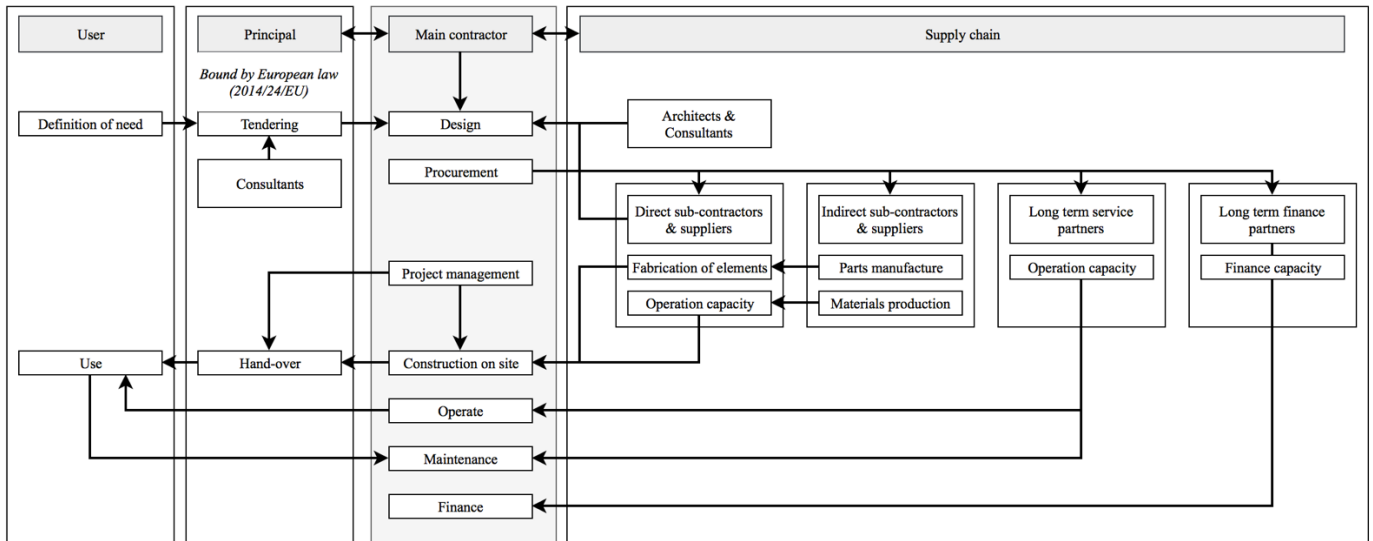 User
Principal
Main contractor
Supply chain
Bound by European law
(2014/24/EU)
Definition of need
Tendering
Design
Architects &
Consultants
Consultants
Procurement
Direct sub-contractors
& suppliers
Indirect sub-contractors
& suppliers
Long term service
partners
Long term finance
partners
Project management
Fabrication of elements
Parts manufacture
Operation capacity
Finance capacity
Operation capacity
Materials production
Use
Hand-over
Construction on site
Operate
Maintenance
Finance